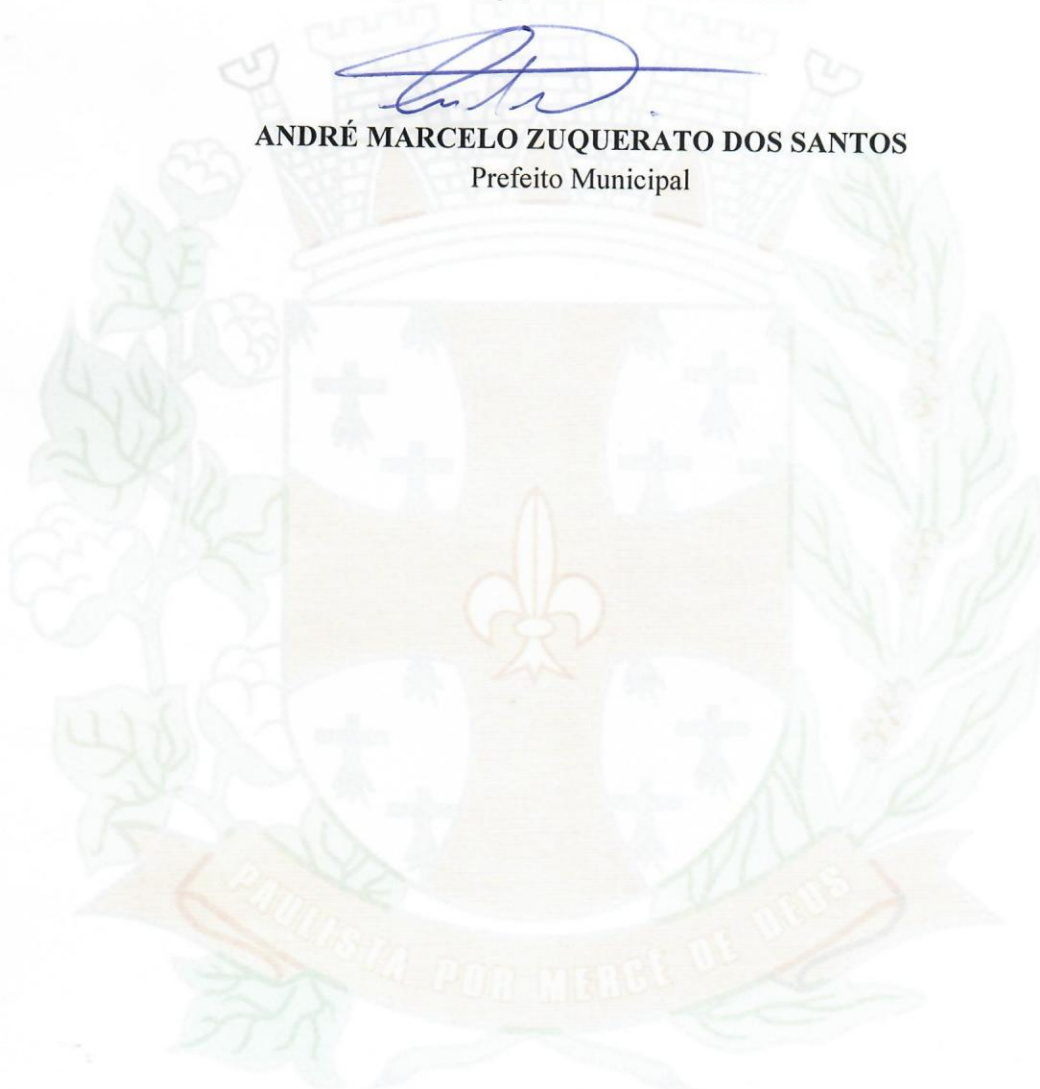 ANDRÉ MARCELO ZUQUERATO DOS SANTOS
Prefeito Municipal
PAULISTA POR MERCÊ DE DEUS